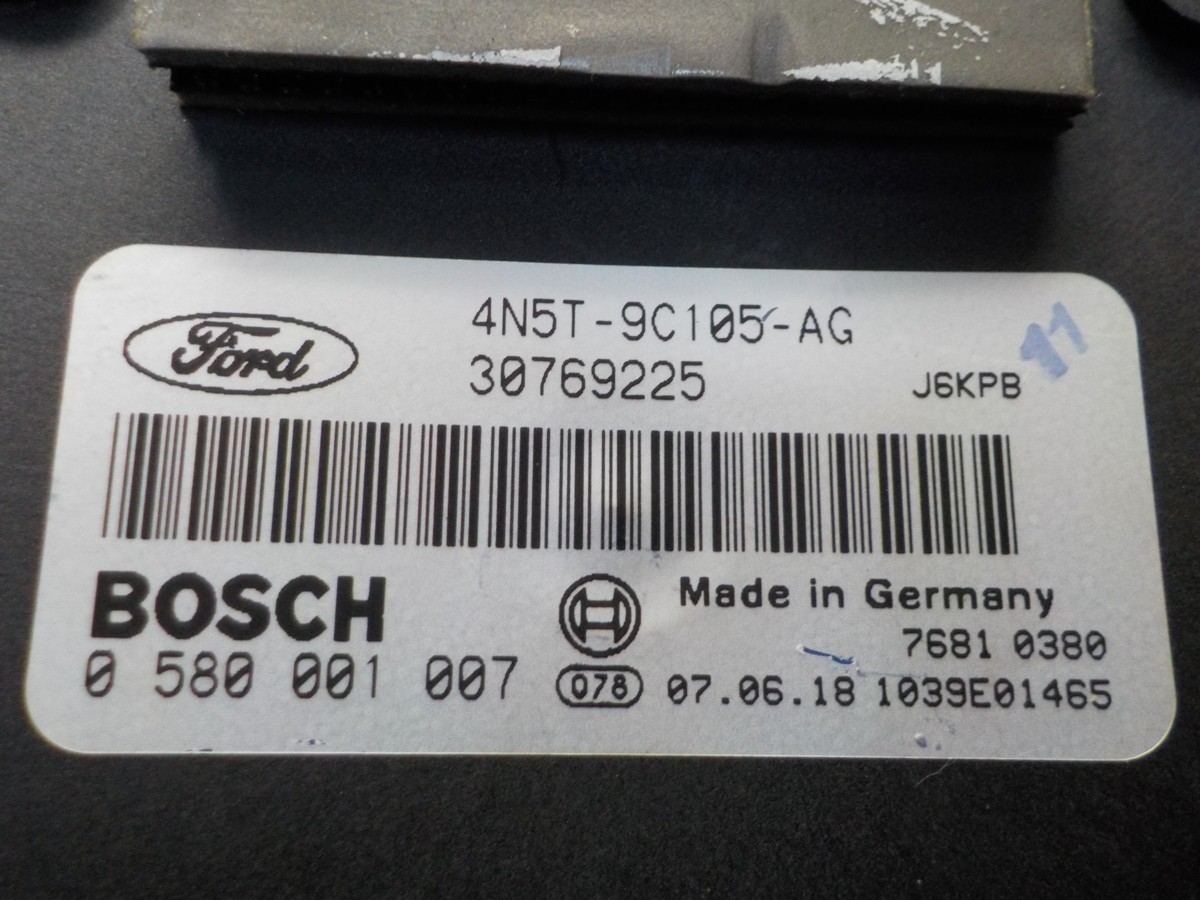 Ford
4N5T-9C105-AG
30769225
J6KPB
11
BOSCH
Made in Germany
7681 0380
0 580 001 007
078
07.06.18 1039E01465